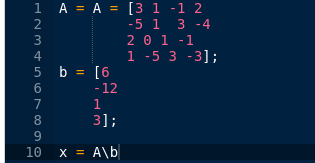 1 A = A = [3 1 -1 2
2 -5 1  3 -4
3 2 0 1 -1
4 1 -5 3 -3];
5 b = [6
6 -12
7 1
8 3];
9
10 x = A\b